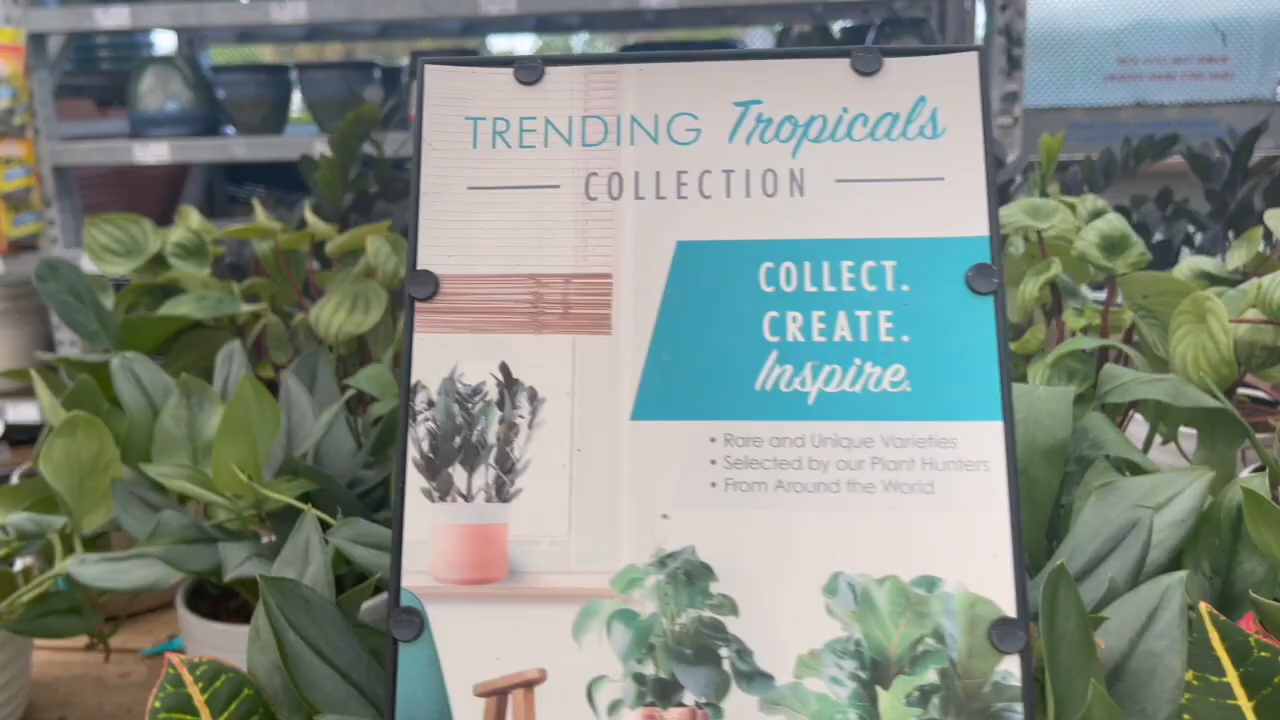 TRENDING Tropicals
COLLECTION
COLLECT.
CREATE.
Inspire.
• Rare and Unique Varieties
• Selected by our Plant Hunters
• From Around the World